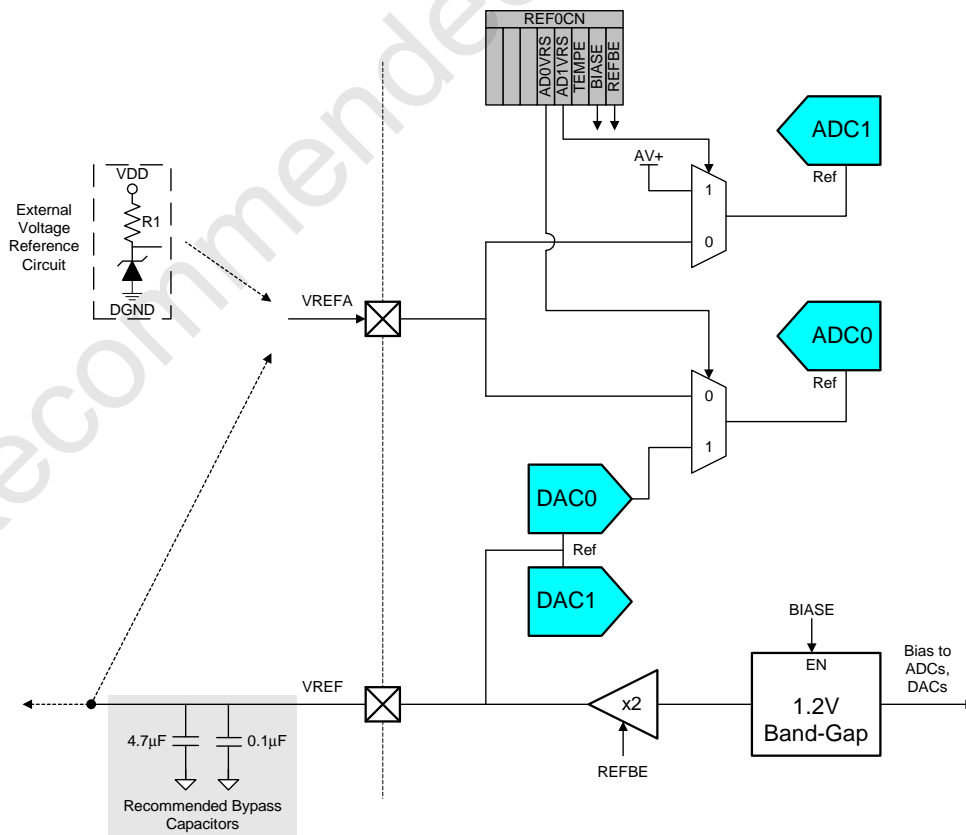 REF0CN
AD0VRS
AD1VRS
TEMPE
BIASE
REFBE
ADC1
Ref
AV+
1
0
VDD
R1
DGND
External
Voltage
Reference
Circuit
VREFA
ADC0
Ref
0
1
DAC0
Ref
DAC1
BIASE
EN
1.2V
Band-Gap
Bias to
ADCs,
DACs
x2
REFBE
VREF
4.7µF
0.1µF
Recommended Bypass
Capacitors
Recommended